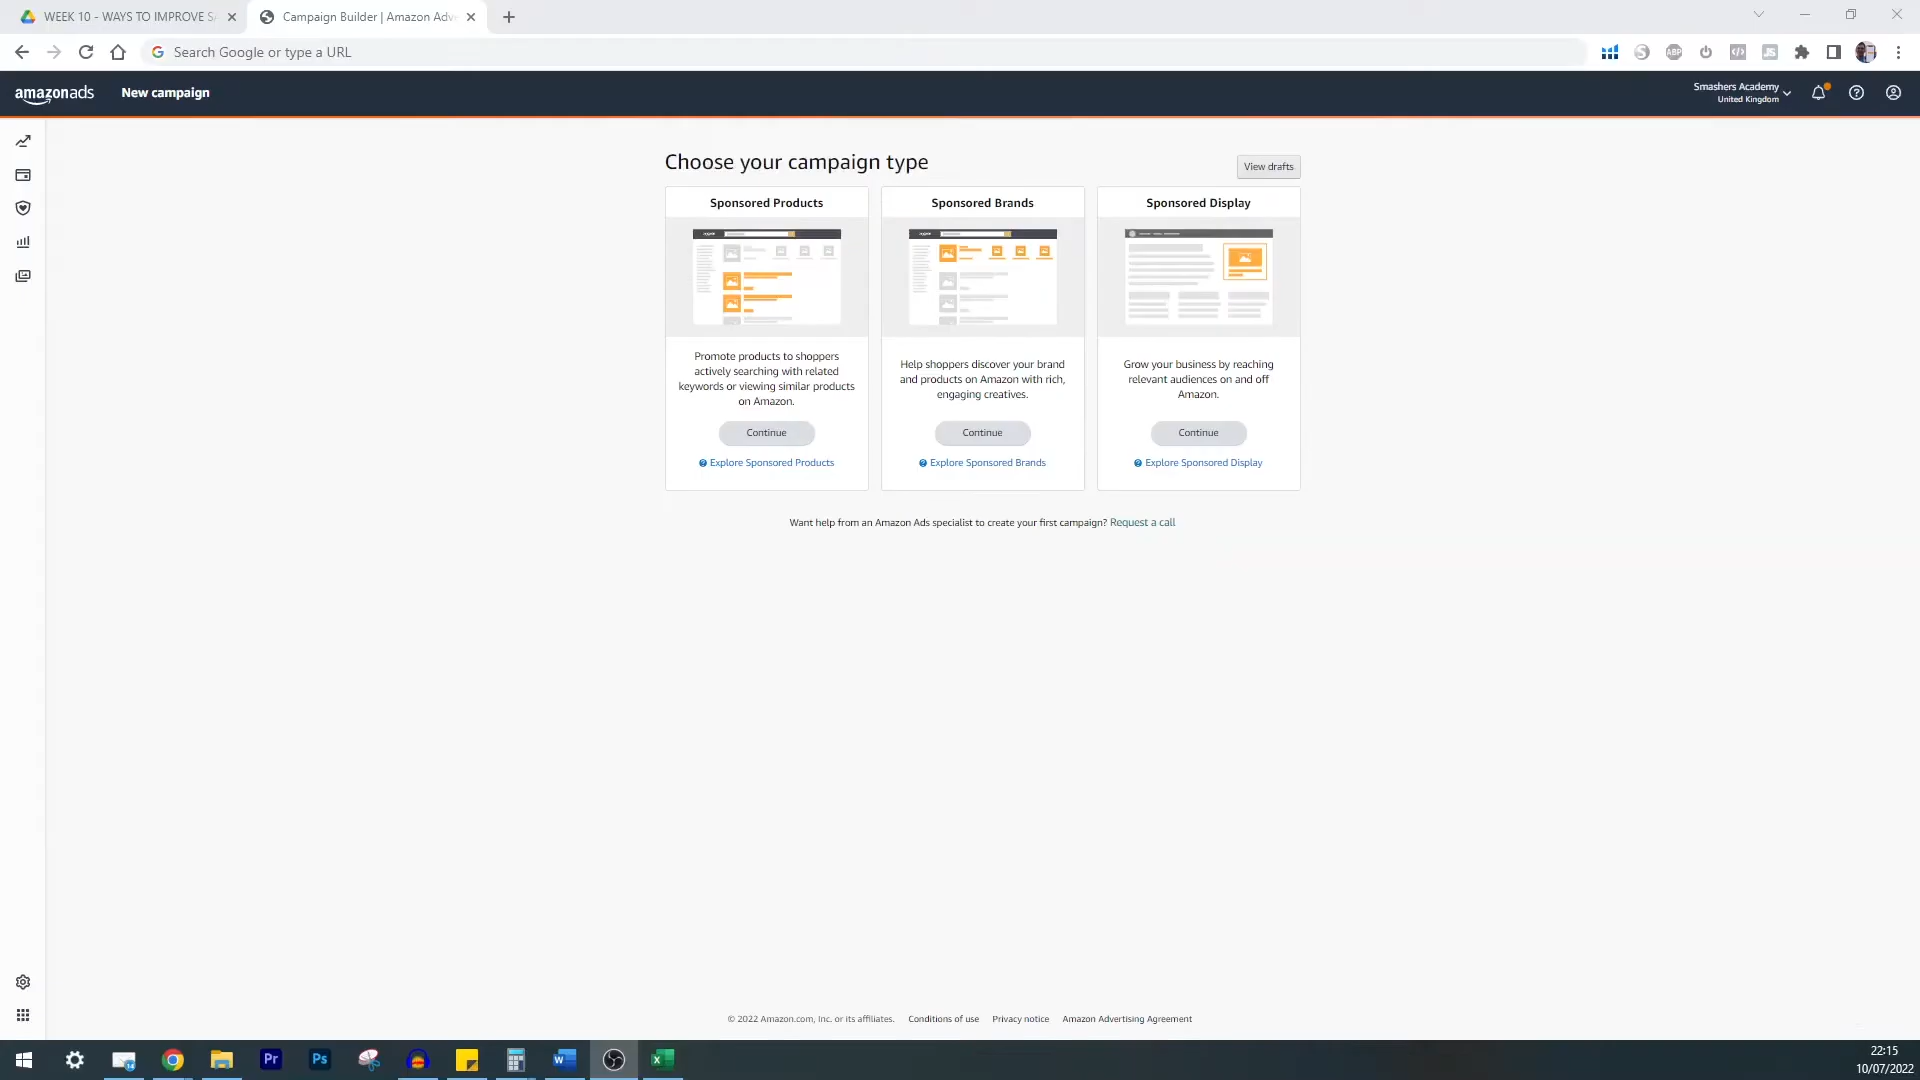 WEEK 10 - WAYS TO IMPROVE S
Campaign Builder | Amazon Adv
Search Google or type a URL
ABP
JS
amazonads
New campaign
Smashers Academy
United Kingdom
Choose your campaign type
View drafts
Sponsored Products
Sponsored Brands
Sponsored Display
Promote products to shoppers
actively searching with related
keywords or viewing similar products
on Amazon.
Help shoppers discover your brand
and products on Amazon with rich,
engaging creatives.
Grow your business by reaching
relevant audiences on and off
Amazon.
Continue
Continue
Continue
Explore Sponsored Products
Explore Sponsored Brands
Explore Sponsored Display
Want help from an Amazon Ads specialist to create your first campaign? Request a call
© 2022 Amazon.com, Inc. or its affiliates. Conditions of use Privacy notice Amazon Advertising Agreement
Pr
Ps
22:15
10/07/2022